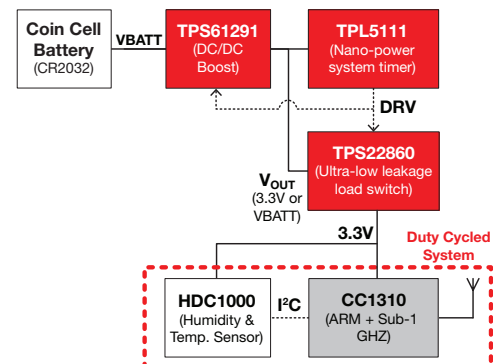 Coin Cell
Battery
(CR2032)
VBATT
TPS61291
(DC/DC
Boost)
TPL5111
(Nano-power
system timer)
DRV
TPS22860
(Ultra-low leakage
load switch)
VOUT
(3.3V or
VBATT)
3.3V
Duty Cycled
System
HDC1000
(Humidity &
Temp. Sensor)
I²C
CC1310
(ARM + Sub-1
GHZ)